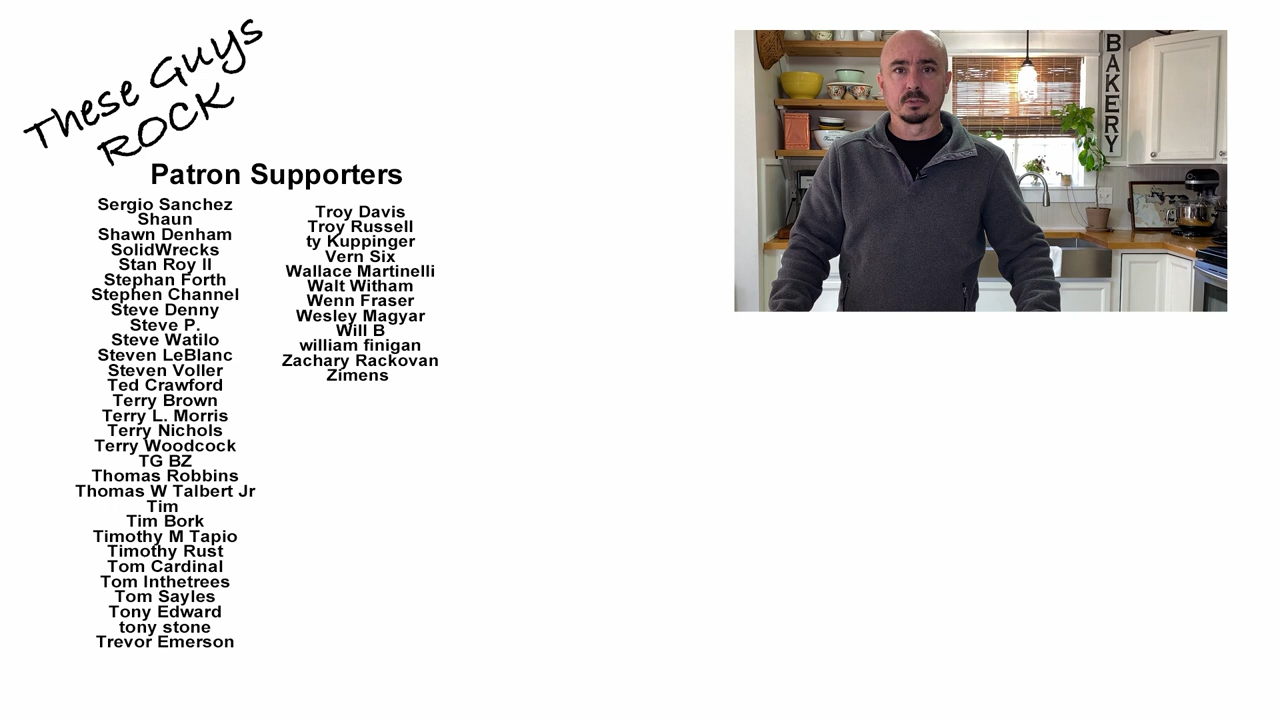 These Guys
ROCK
Patron Supporters
Sergio Sanchez
Shaun
Shawn Denham
SolidWrecks
Stan Roy II
Stephan Forth
Stephen Channel
Steve Denny
Steve P.
Steve Watilo
Steven LeBlanc
Steven Voller
Ted Crawford
Terry Brown
Terry L. Morris
Terry Nichols
Terry Woodcock
TG BZ
Thomas Robbins
Thomas W Talbert Jr
Tim
Tim Bork
Timothy M Tapio
Timothy Rust
Tom Cardinal
Tom Inthetrees
Tom Sayles
Tony Edward
tony stone
Trevor Emerson
Troy Davis
Troy Russell
ty Kuppinger
Vern Six
Wallace Martinelli
Walt Witham
Wenn Fraser
Wesley Magyar
Will B
william finigan
Zachary Rackovan
Zimens
BAKERY